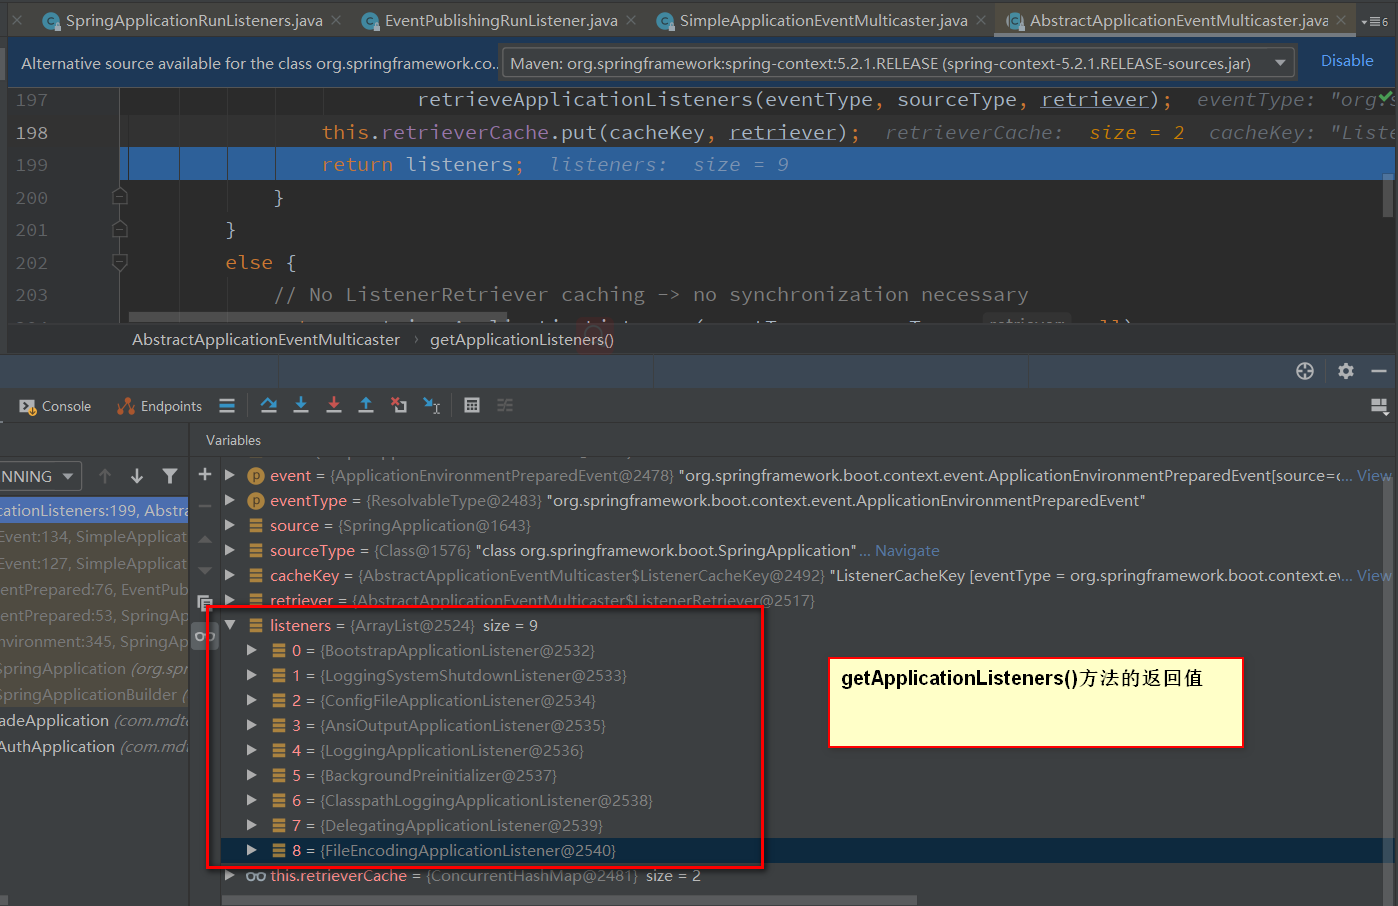 SpringApplicationRunListeners.java
EventPublishingRunListener.java
SimpleApplicationEventMulticaster.java
AbstractApplicationEventMulticaster.java
6
Alternative source available for the class org.springframework.co...
Maven: org.springframework:spring-context:5.2.1.RELEASE (spring-context-5.2.1.RELEASE-sources.jar)
Disable
197 retrieveApplicationListeners(eventType, sourceType, retriever); eventType: "org.s
198 this.retrieverCache.put(cacheKey, retriever); retrieverCache: size = 2 cacheKey: "Liste
199 return listeners; listeners: size = 9
200 }
201 }
202 else {
203 // No ListenerRetriever caching -> no synchronization necessary
AbstractApplicationEventMulticaster › getApplicationListeners()
Console
Endpoints
Variables
NNING
cationListeners:199, Abstra
Event:134, SimpleApplicat
Event:127, SimpleApplicat
entPrepared:76, EventPub
entPrepared:53, SpringAp
nvironment:345, SpringAp
SpringApplication (org.spr
SpringApplicationBuilder (
adeApplication (com.mdt
AuthApplication (com.mdt
event = {ApplicationEnvironmentPreparedEvent@2478} "org.springframework.boot.context.event.ApplicationEnvironmentPreparedEvent[source=c... View
eventType = {ResolvableType@2483} "org.springframework.boot.context.event.ApplicationEnvironmentPreparedEvent"
source = {SpringApplication@1643}
sourceType = {Class@1576} "class org.springframework.boot.SpringApplication"... Navigate
cacheKey = {AbstractApplicationEventMulticaster$ListenerCacheKey@2492} "ListenerCacheKey [eventType = org.springframework.boot.context.ev... View
retriever = {AbstractApplicationEventMulticaster$ListenerRetriever@2517}
listeners = {ArrayList@2524} size = 9
0 = {BootstrapApplicationListener@2532}
1 = {LoggingSystemShutdownListener@2533}
2 = {ConfigFileApplicationListener@2534}
3 = {AnsiOutputApplicationListener@2535}
4 = {LoggingApplicationListener@2536}
5 = {BackgroundPreinitializer@2537}
6 = {ClasspathLoggingApplicationListener@2538}
7 = {DelegatingApplicationListener@2539}
8 = {FileEncodingApplicationListener@2540}
this.retrieverCache = {ConcurrentHashMap@2481} size = 2
getApplicationListeners()方法的返回值